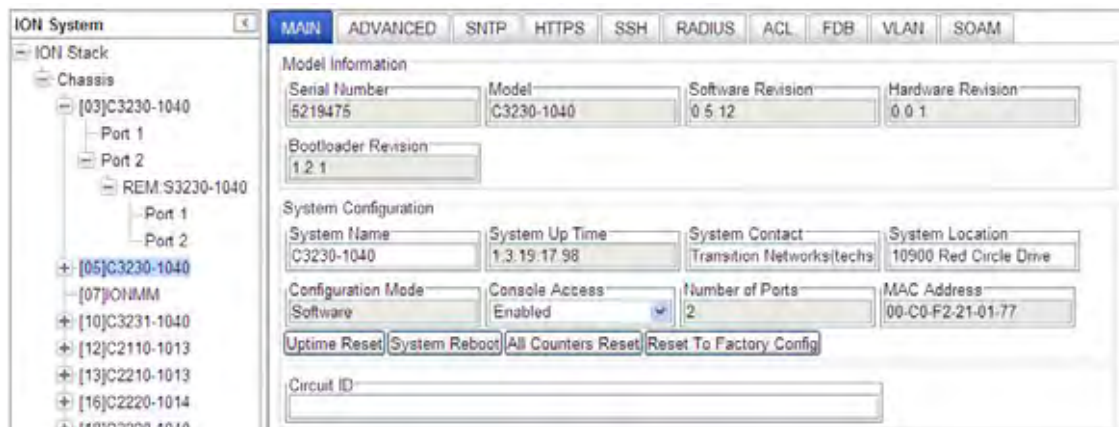 ION System
ION Stack
Chassis
[03]C3230-1040
Port 1
Port 2
REM:S3230-1040
Port 1
Port 2
[05]C3230-1040
[07]IONMM
[10]C3231-1040
[12]C2110-1013
[13]C2210-1013
[16]C2220-1014
MAIN ADVANCED SNTP HTTPS SSH RADIUS ACL FDB VLAN SOAM
Model Information
Serial Number Model Software Revision Hardware Revision
5219475 C3230-1040 0.5.12 0.0.1
Bootloader Revision
1.2.1
System Configuration
System Name System Up Time System Contact System Location
C3230-1040 1.3.19.17.98 Transition Networks(techs 10900 Red Circle Drive
Configuration Mode Console Access Number of Ports MAC Address
Software Enabled 2 00-C0-F2-21-01-77
Uptime Reset System Reboot All Counters Reset Reset To Factory Config
Circuit ID